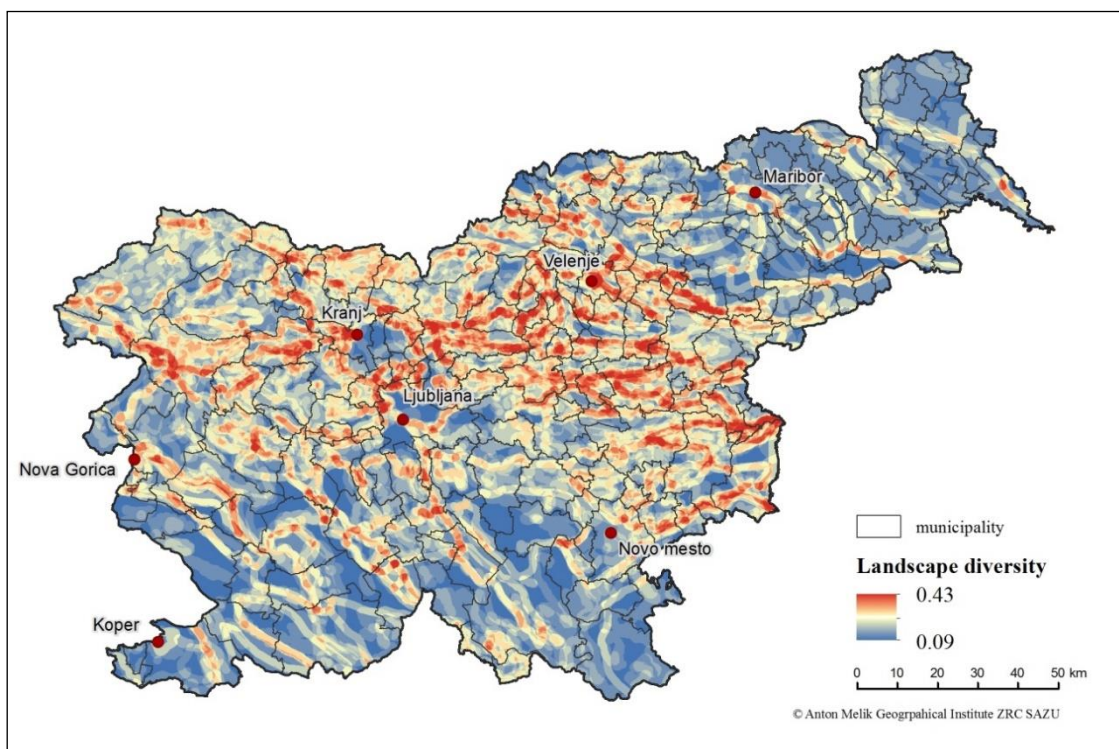 Maribor
Velenje
Kranj
Ljubljana
Nova Gorica
Novo mesto
Koper
municipality
Landscape diversity
0.43
0.09
0 10 20 30 40 50 km
© Anton Melik Geogrpahical Institute ZRC SAZU